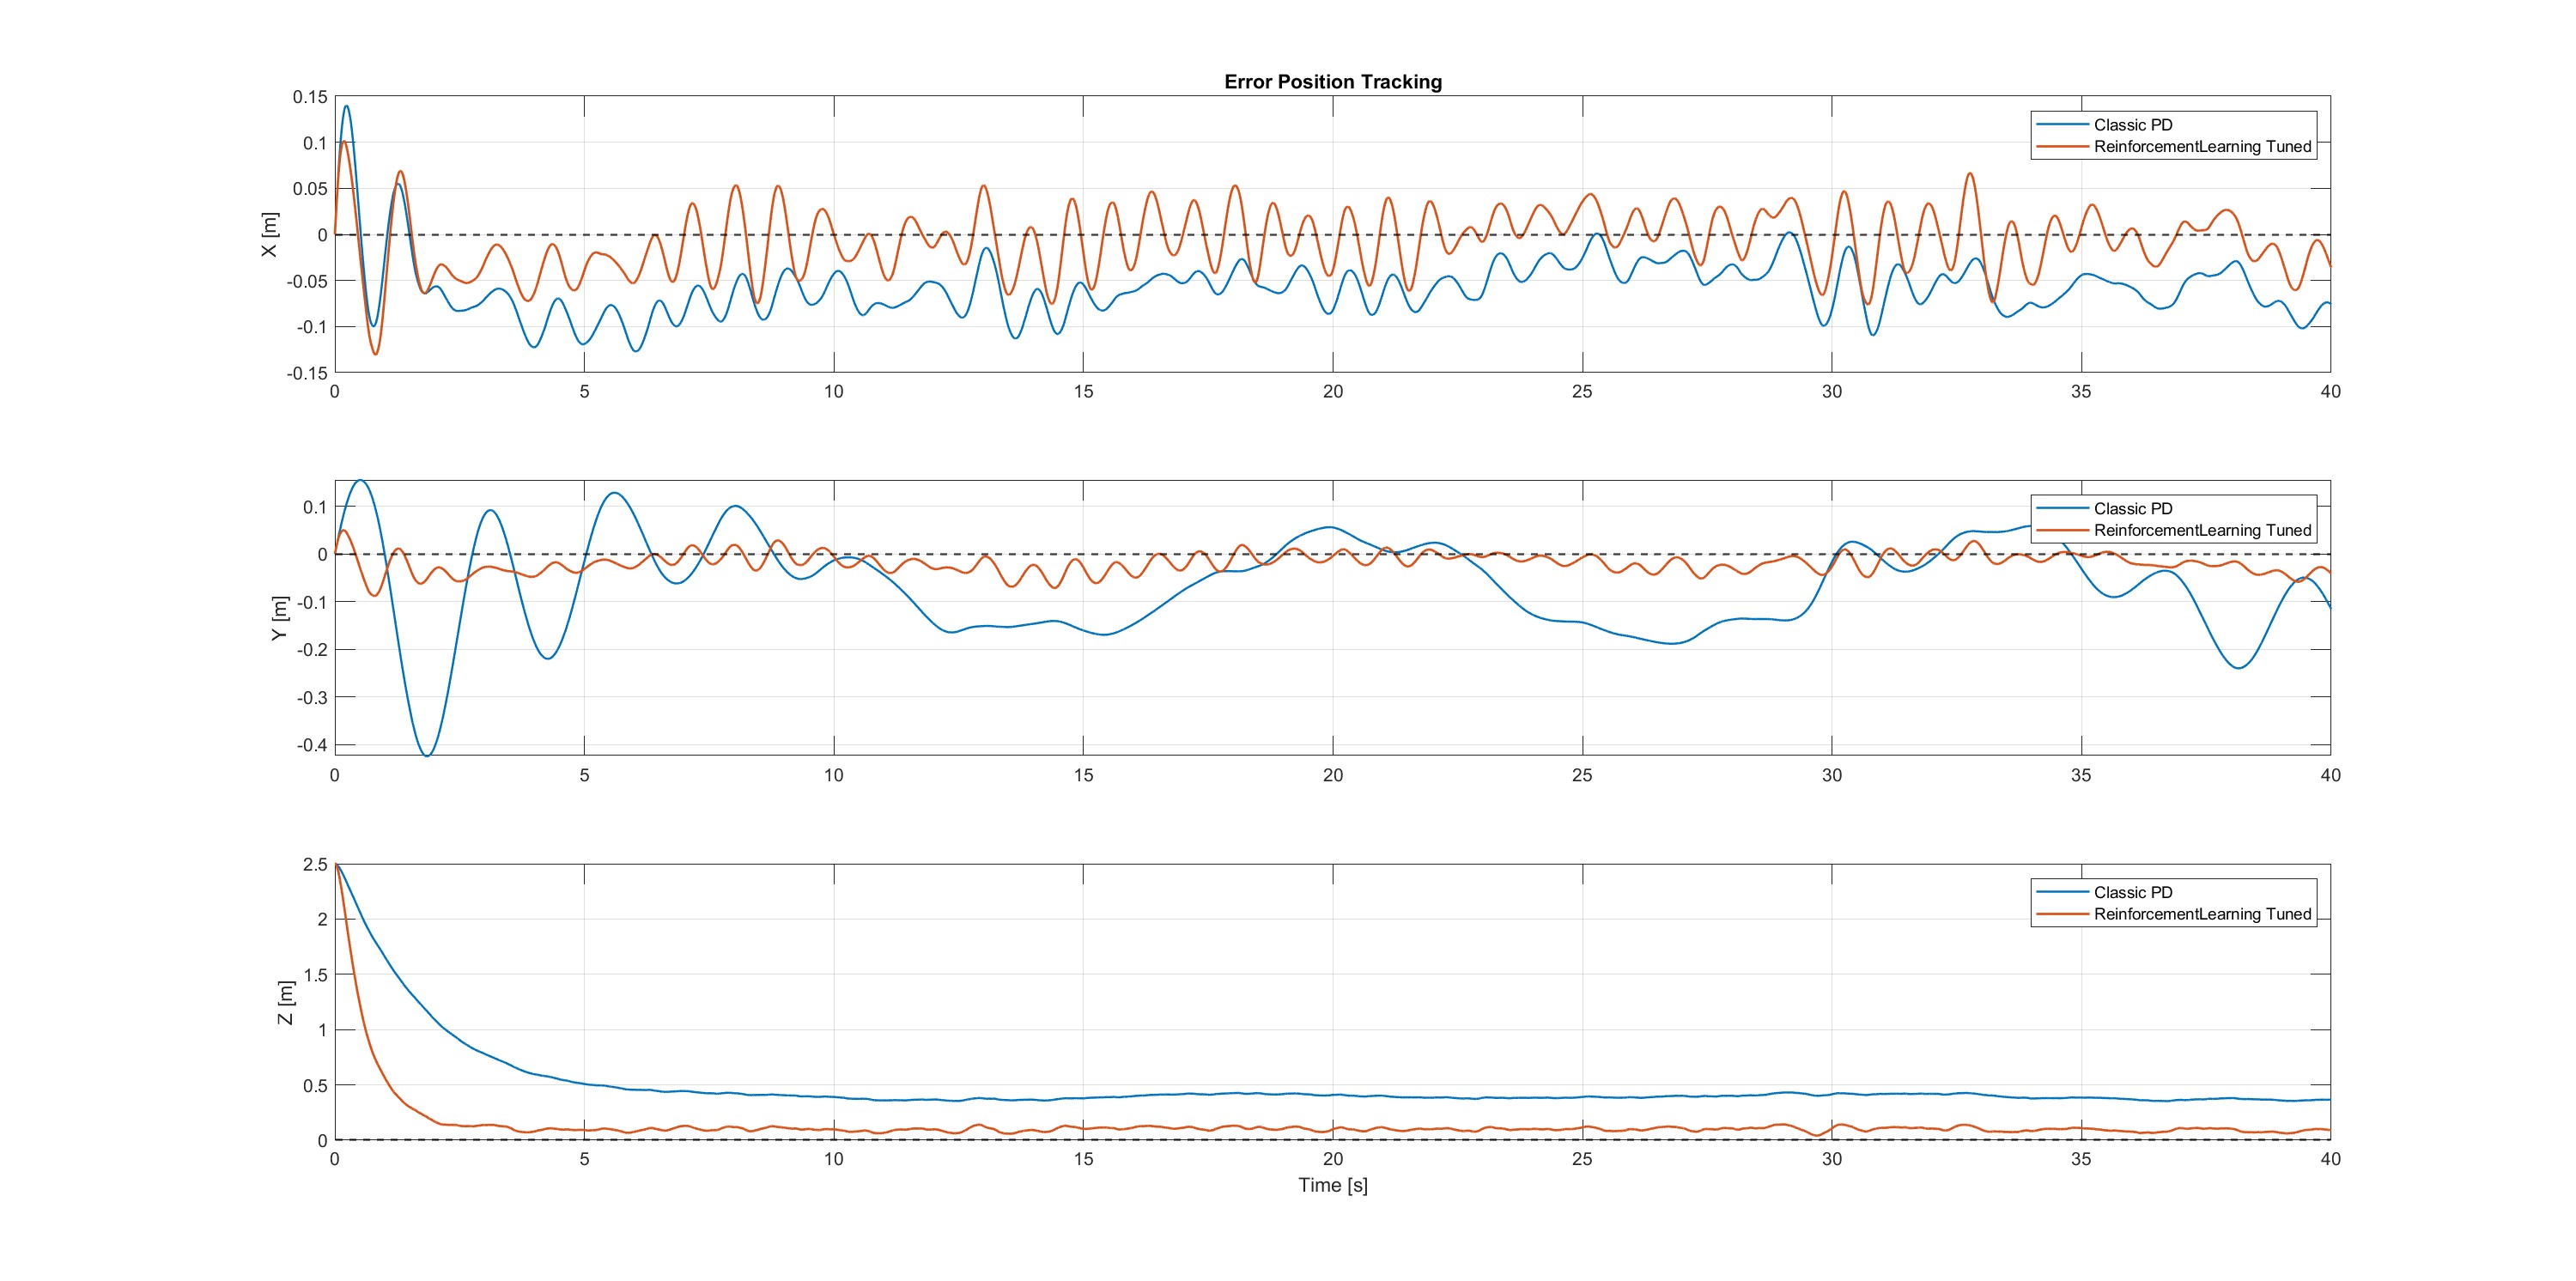 Error Position Tracking
0.15
0.1
0.05
0
-0.05
-0.1
-0.15
X [m]
Classic PD
ReinforcementLearning Tuned
0 5 10 15 20 25 30 35 40
0.1
0
-0.1
-0.2
-0.3
-0.4
Y [m]
Classic PD
ReinforcementLearning Tuned
0 5 10 15 20 25 30 35 40
2.5
2
1.5
1
0.5
0
Z [m]
Classic PD
ReinforcementLearning Tuned
0 5 10 15 20 25 30 35 40
Time [s]